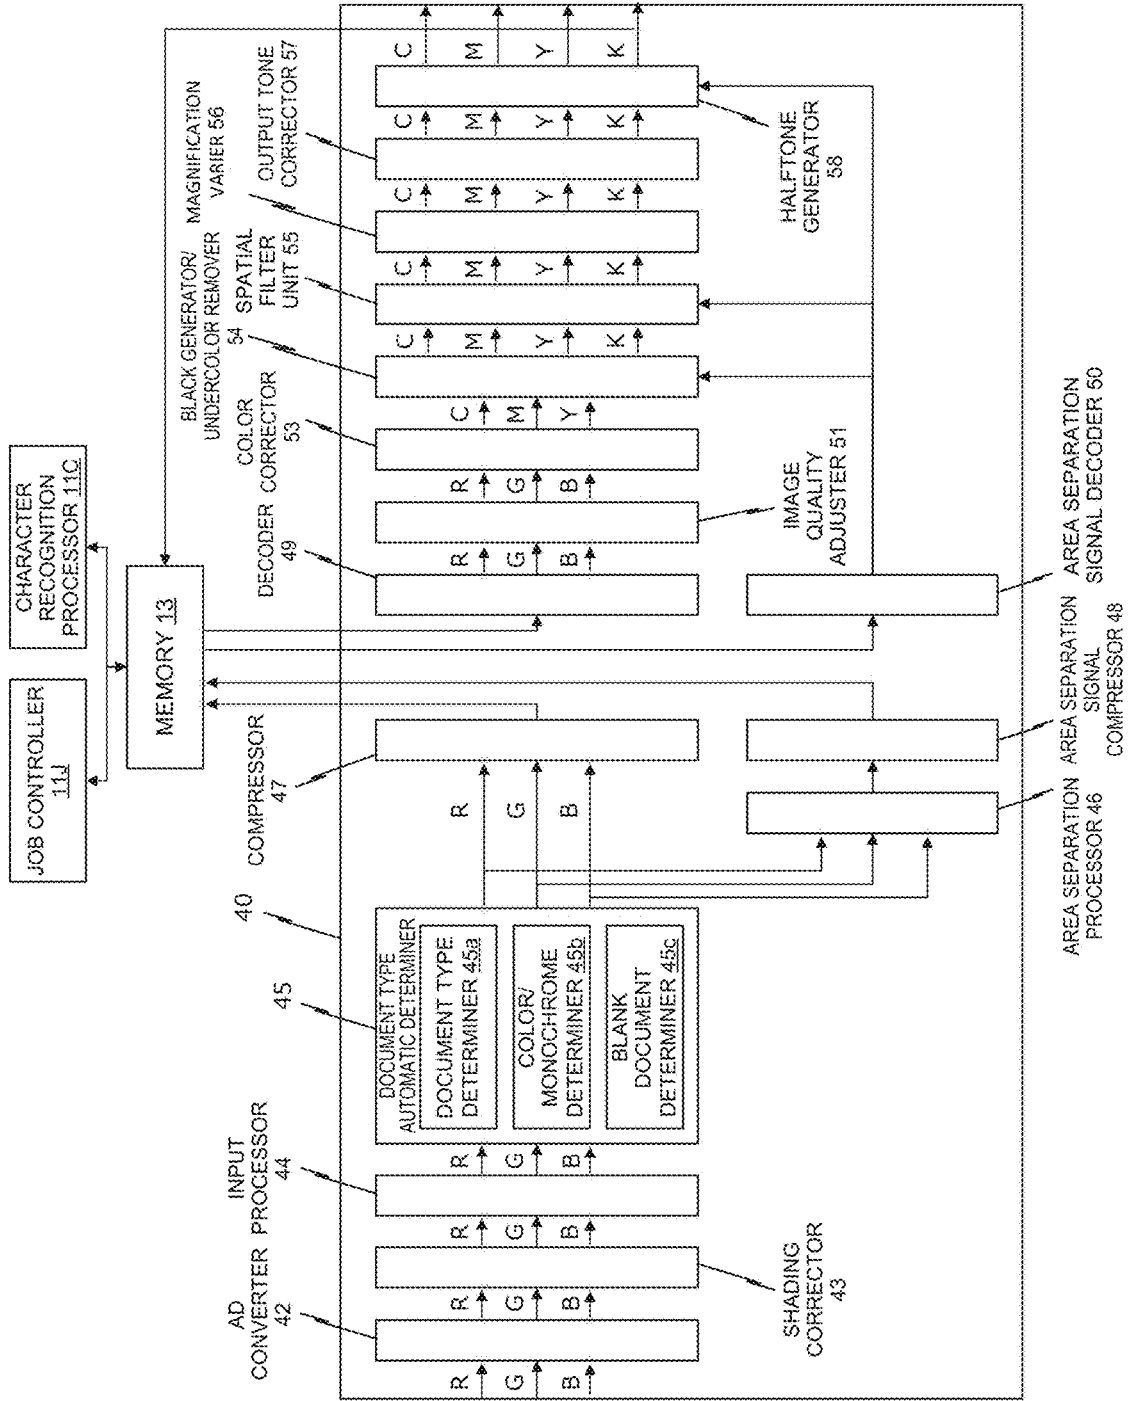 CHARACTER
RECOGNITION
PROCESSOR 11C
JOB CONTROLLER
11J
MEMORY 13
40
AD
CONVERTER
42
INPUT
PROCESSOR
44
45
COMPRESSOR
47
DECODER
49
COLOR
CORRECTOR
53
BLACK GENERATOR/
UNDERCOLOR REMOVER
54
SPATIAL
FILTER
UNIT 55
MAGNIFICATION
VARIER 56
OUTPUT TONE
CORRECTOR 57
R
G
B
R
G
B
R
G
B
R
G
B
DOCUMENT TYPE
AUTOMATIC DETERMINER
DOCUMENT TYPE
DETERMINER 45a
COLOR/
MONOCHROME
DETERMINER 45b
BLANK
DOCUMENT
DETERMINER 45c
R
G
B
R
G
B
R
G
B
C
M
Y
C
M
Y
K
C
M
Y
K
C
M
Y
K
C
M
Y
K
C
M
Y
K
SHADING
CORRECTOR
43
IMAGE
QUALITY
ADJUSTER 51
HALFTONE
GENERATOR
58
AREA SEPARATION
PROCESSOR 46
AREA SEPARATION
SIGNAL
COMPRESSOR 48
AREA SEPARATION
SIGNAL DECODER 50